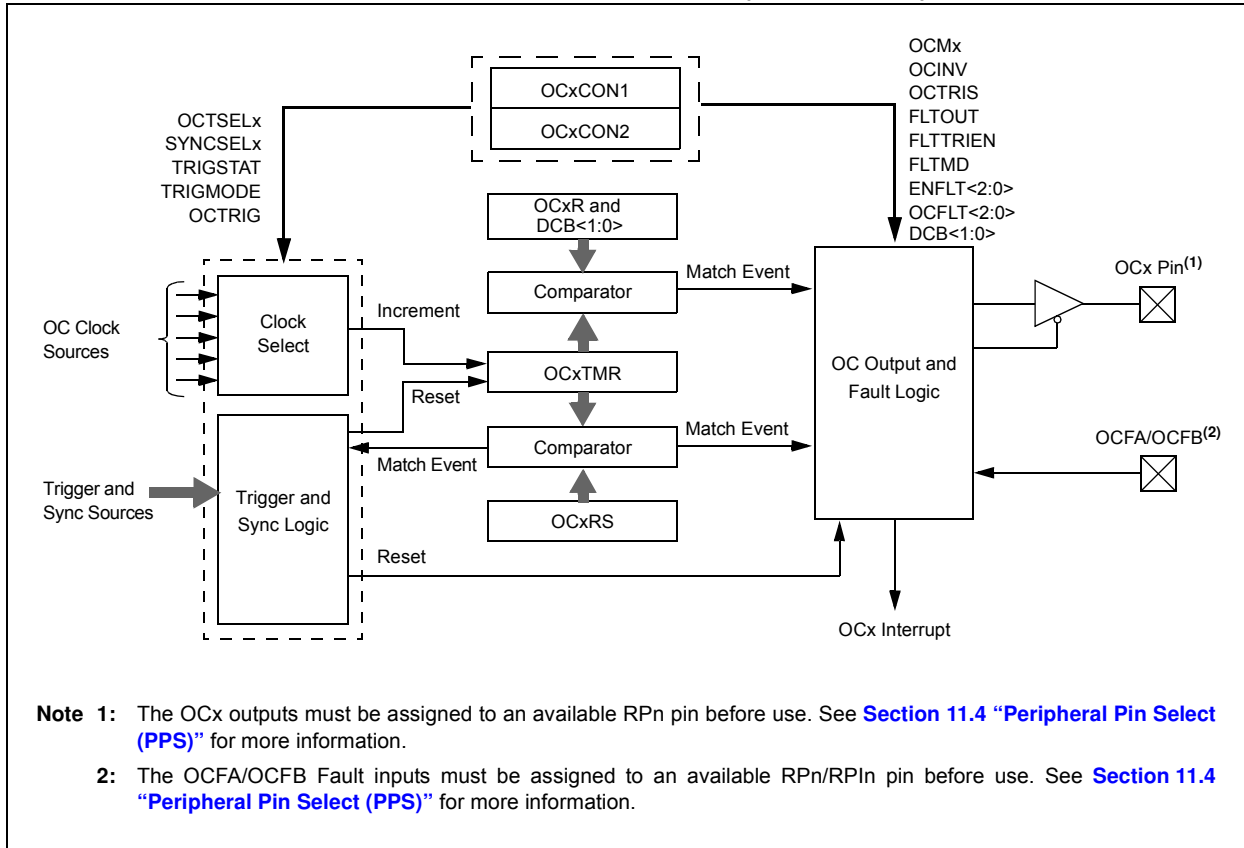 OCxCON1
OCxCON2
OCTSELx
SYNCSELx
TRIGSTAT
TRIGMODE
OCTRIG
OCMx
OCINV
OCTRIS
FLTOUT
FLTTRIEN
FLTMD
ENFLT<2:0>
OCFLT<2:0>
DCB<1:0>
OCxR and
DCB<1:0>
Match Event
OCx Pin(1)
Comparator
Increment
OC Clock
Sources
Clock
Select
OCxTMR
OC Output and
Fault Logic
Reset
Match Event
OCFA/OCFB(2)
Comparator
Match Event
Trigger and
Sync Sources
Trigger and
Sync Logic
OCxRS
Reset
OCx Interrupt
Note 1: The OCx outputs must be assigned to an available RPn pin before use. See Section 11.4 “Peripheral Pin Select
(PPS)” for more information.
2: The OCFA/OCFB Fault inputs must be assigned to an available RPn/RPIn pin before use. See Section 11.4
“Peripheral Pin Select (PPS)” for more information.